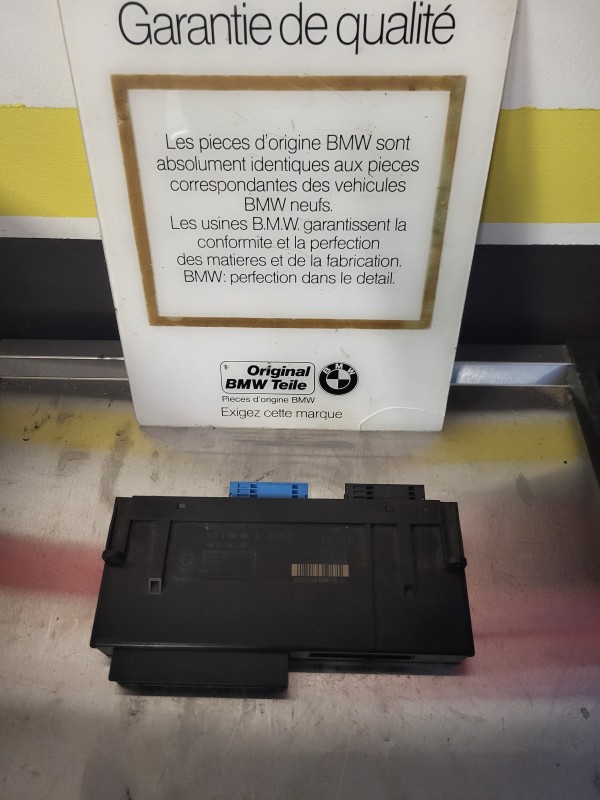 Garantie de qualité
Les pieces d'origine BMW sont
absolument identiques aux pieces
correspondantes des vehicules
BMW neufs.
Les usines B.M.W. garantissent la
conformite et la perfection
des matieres et de la fabrication.
BMW: perfection dans le detail.
Original
BMW Teile
BMW
Pieces d'origine BMW
Exigez cette marque